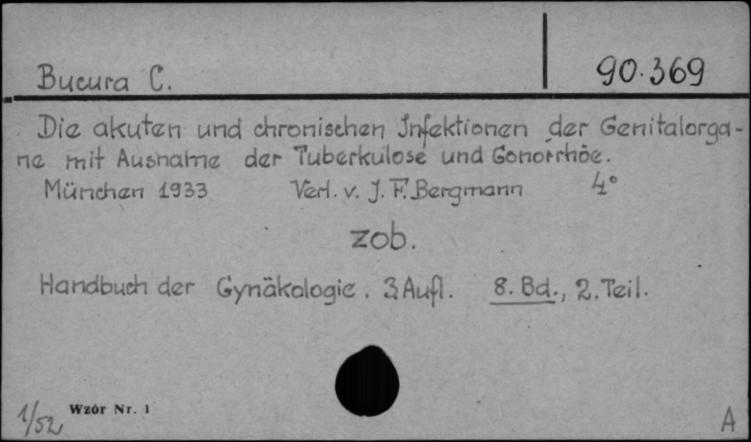 Bucura C.
90.369
Die akuten und chronischen Infektionen der Genitalorga-
ne mit Ausnahme der Tuberkulose und Gonorrhöe.
München 1933 Verl. v. J. F. Bergmann 4°
zob.
Handbuch der Gynäkologie. 3 Aufl. 8. Bd., 2. Teil.
1/52 Wzór Nr. 1
A